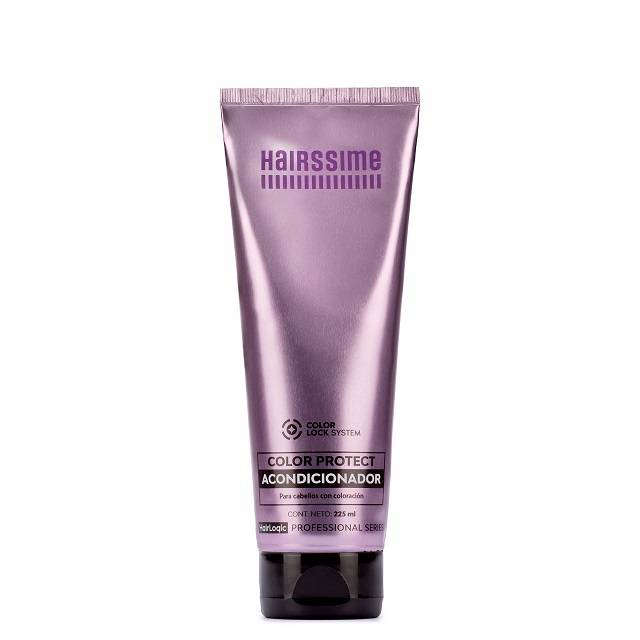 HAIRSSIME
COLOR
LOCK SYSTEM
COLOR PROTECT
ACONDICIONADOR
Para cabellos con coloración
CONT. NETO: 225 ml
HairLogic PROFESSIONAL SERIES